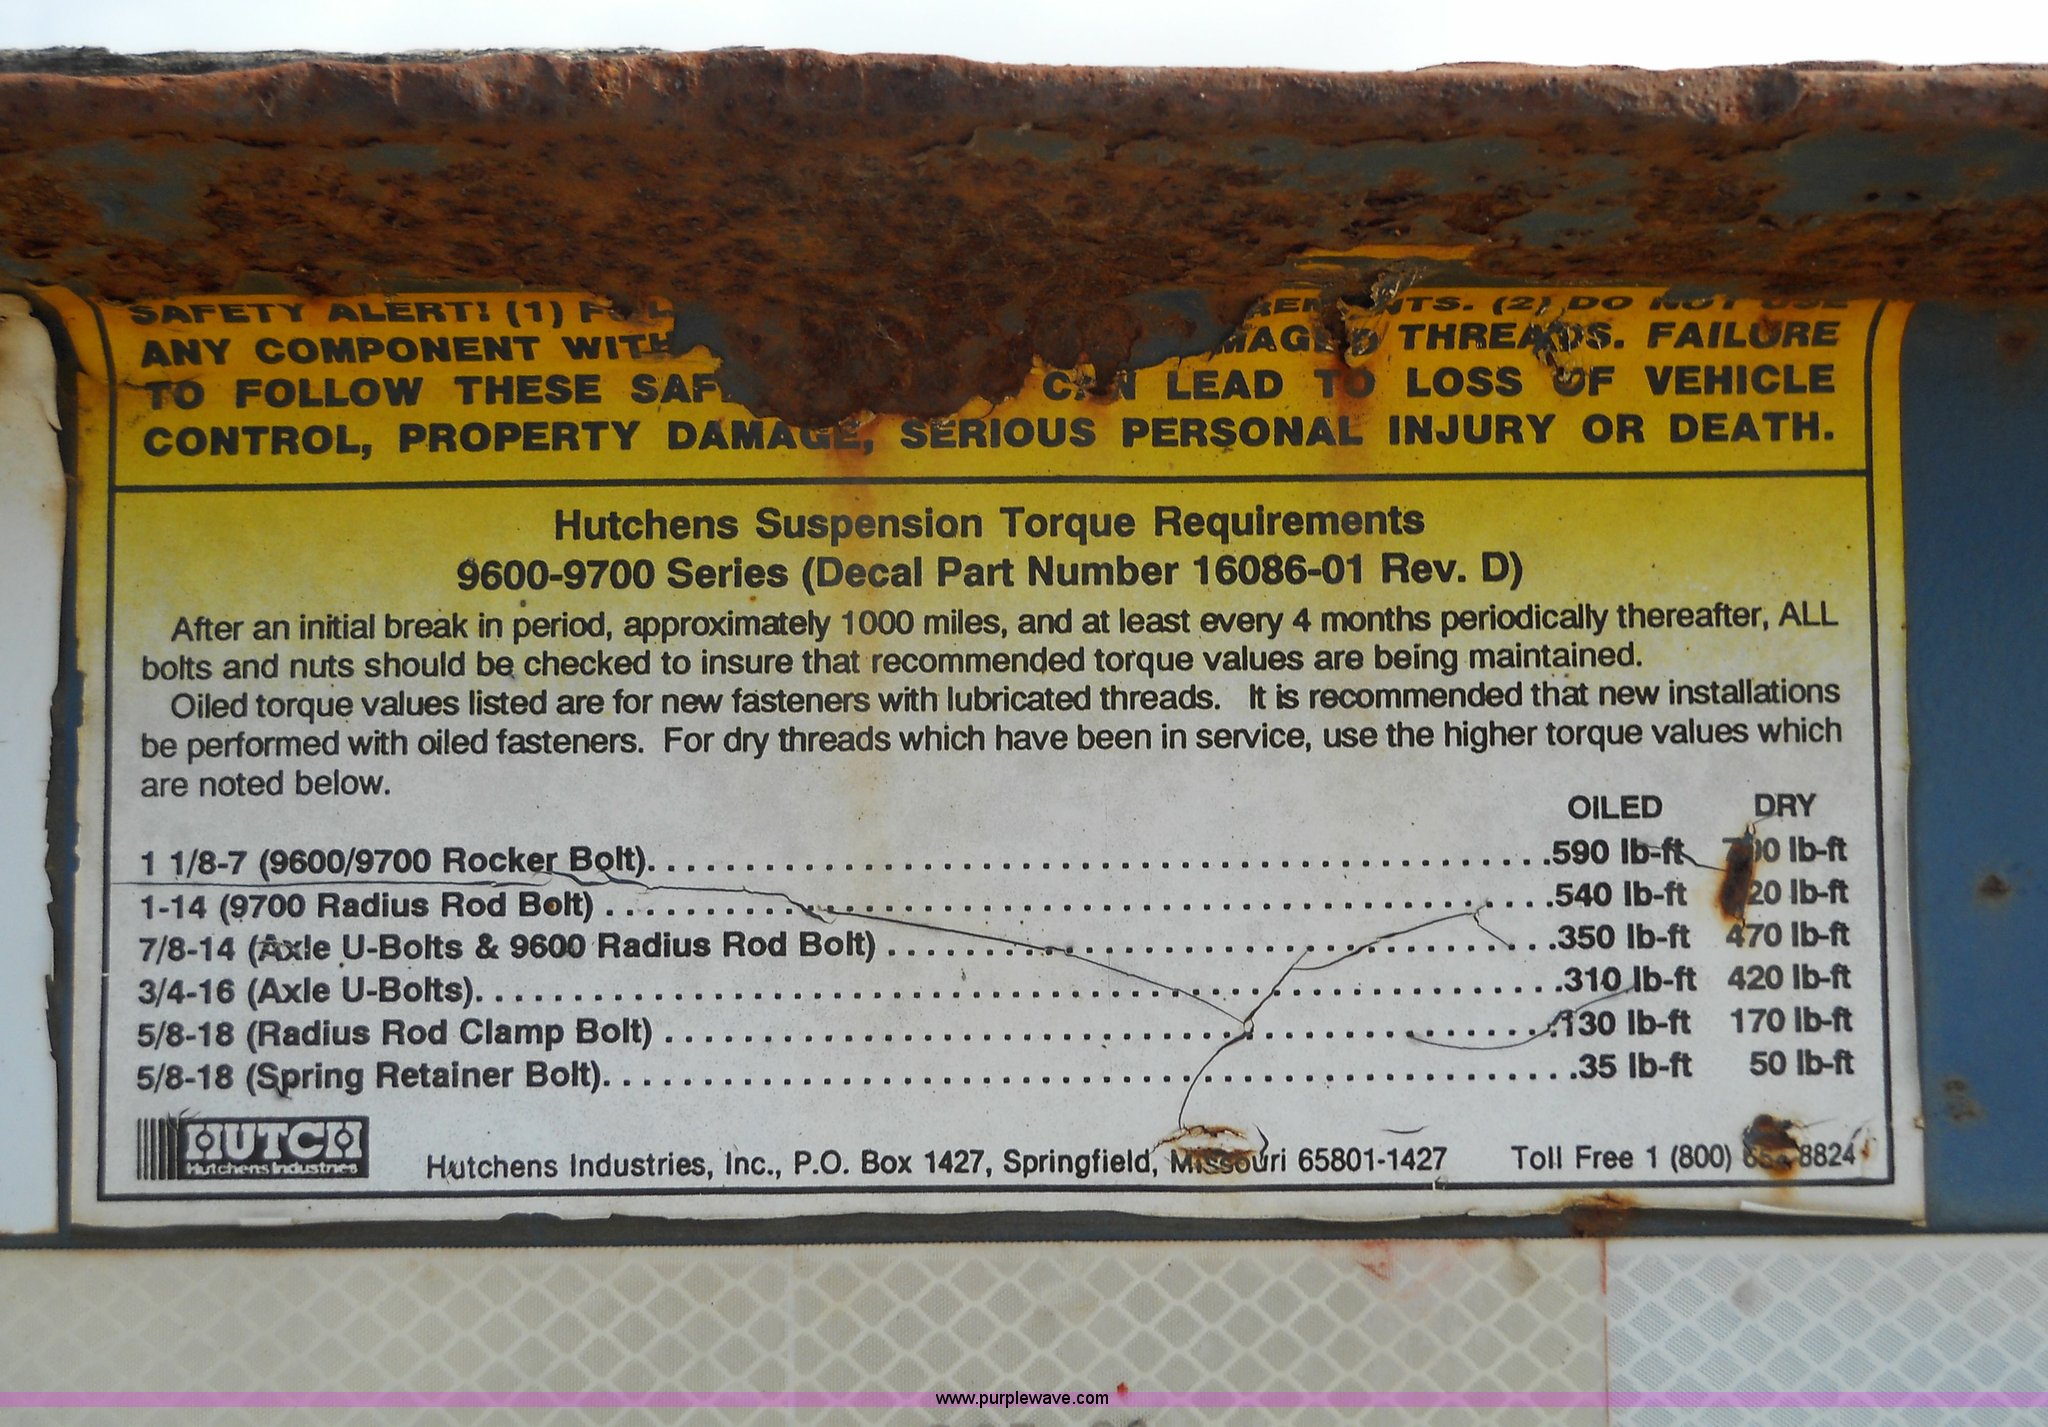 SAFETY ALERT! (1) (2) DO NOT USE
ANY COMPONENT WITH THREADS. FAILURE
TO FOLLOW THESE CAN LEAD TO LOSS OF VEHICLE
CONTROL, PROPERTY DAMAGE, SERIOUS PERSONAL INJURY OR DEATH.
Hutchens Suspension Torque Requirements
9600-9700 Series (Decal Part Number 16086-01 Rev. D)
After an initial break in period, approximately 1000 miles, and at least every 4 months periodically thereafter, ALL
bolts and nuts should be checked to insure that recommended torque values are being maintained.
Oiled torque values listed are for new fasteners with lubricated threads. It is recommended that new installations
be performed with oiled fasteners. For dry threads which have been in service, use the higher torque values which
are noted below.
OILED DRY
1 1/8-7 (9600/9700 Rocker Bolt) 590 lb-ft lb-ft
1-14 (9700 Radius Rod Bolt) 540 lb-ft lb-ft
7/8-14 (Axle U-Bolts & 9600 Radius Rod Bolt) 350 lb-ft 470 lb-ft
3/4-16 (Axle U-Bolts) 310 lb-ft 420 lb-ft
5/8-18 (Radius Rod Clamp Bolt) 130 lb-ft 170 lb-ft
5/8-18 (Spring Retainer Bolt) 35 lb-ft 50 lb-ft
HUTCH
Hutchens Industries
Hutchens Industries, Inc., P.O. Box 1427, Springfield, Missouri 65801-1427 Toll Free 1 (800)
www.purplewave.com